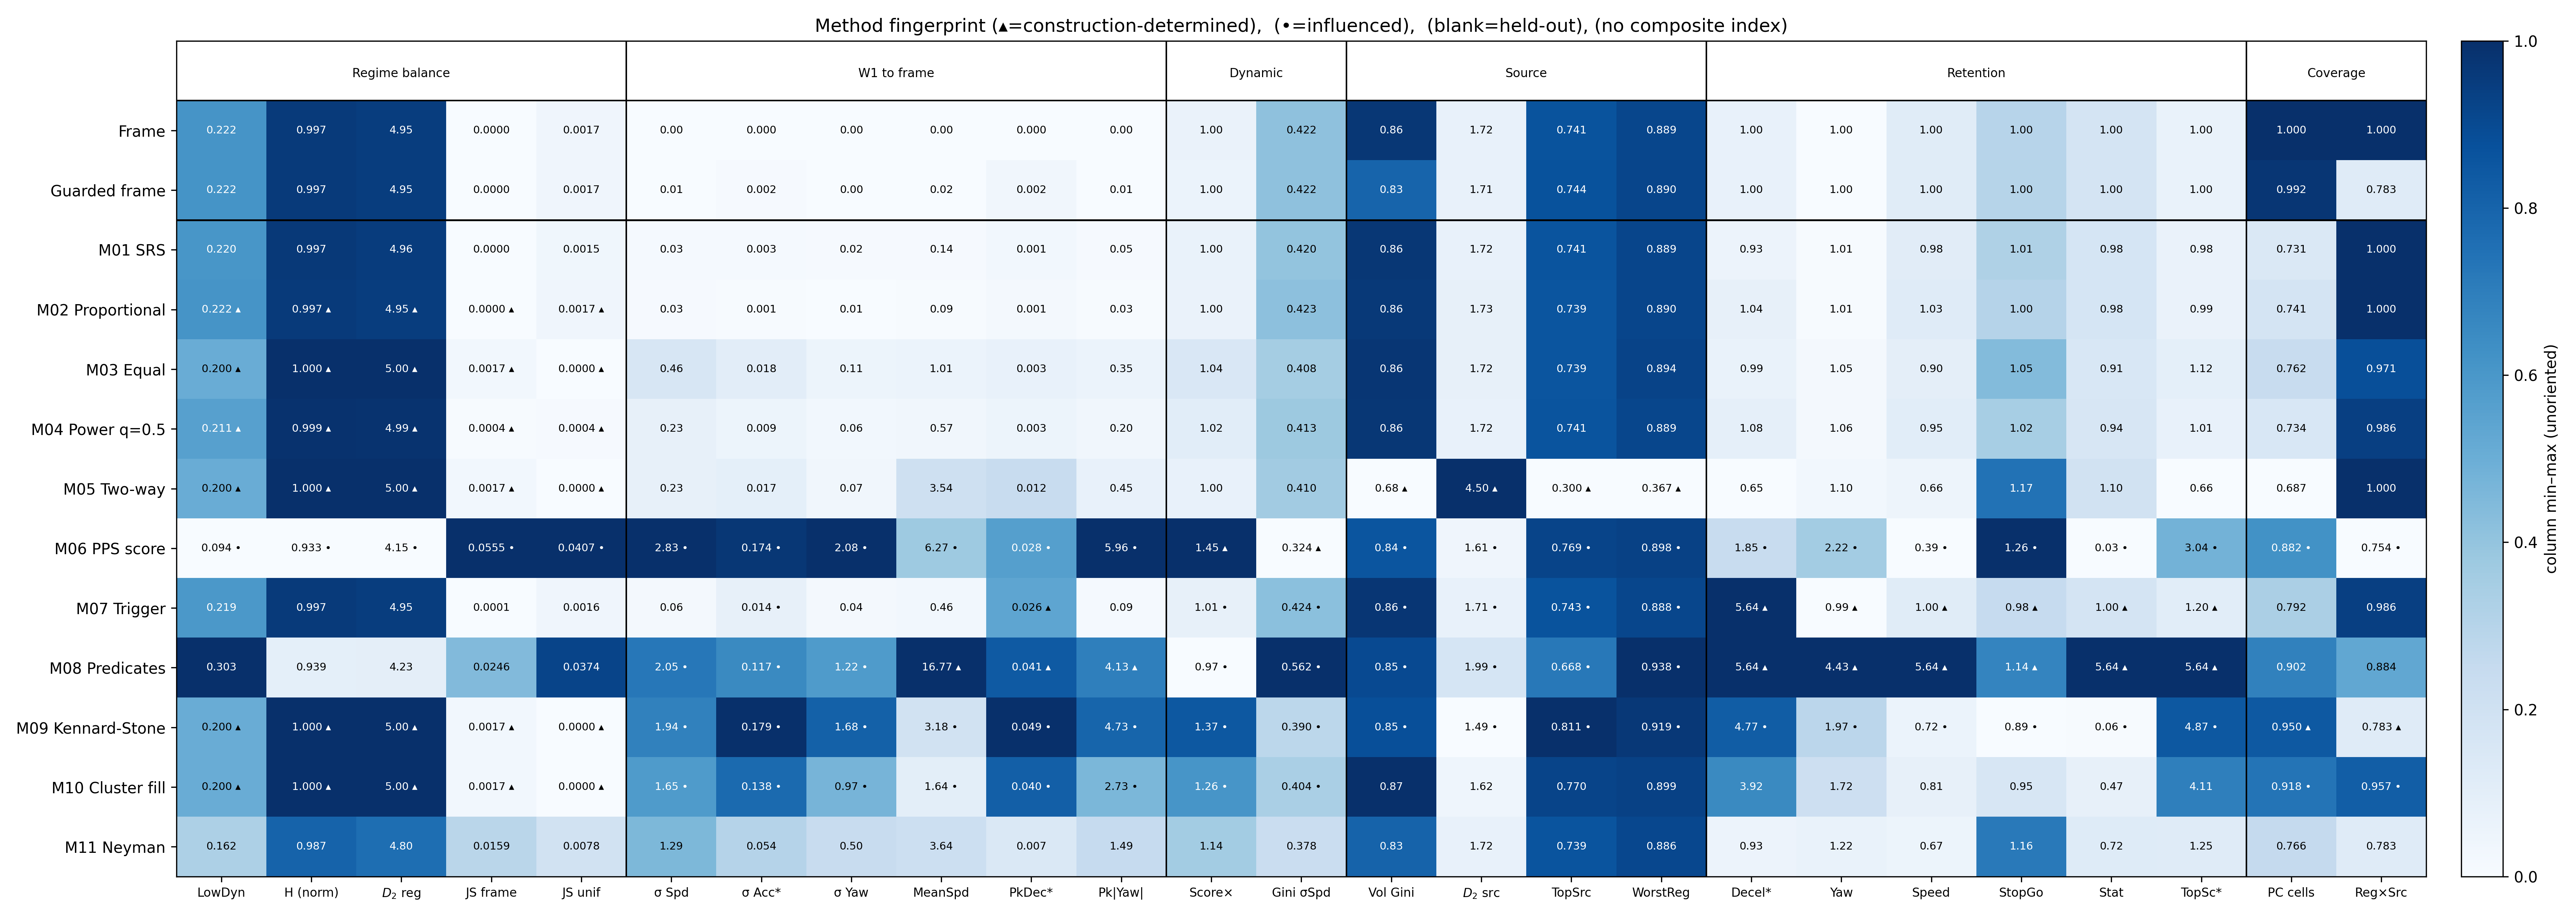 Method fingerprint (▴=construction-determined),  (•=influenced),  (blank=held-out), (no composite index)
Regime balance W1 to frame Dynamic Source Retention Coverage
Frame 0.222 0.997 4.95 0.0000 0.0017 0.00 0.000 0.00 0.00 0.000 0.00 1.00 0.422 0.86 1.72 0.741 0.889 1.00 1.00 1.00 1.00 1.00 1.00 1.000 1.000
Guarded frame 0.222 0.997 4.95 0.0000 0.0017 0.01 0.002 0.00 0.02 0.002 0.01 1.00 0.422 0.83 1.71 0.744 0.890 1.00 1.00 1.00 1.00 1.00 1.00 0.992 0.783
M01 SRS 0.220 0.997 4.96 0.0000 0.0015 0.03 0.003 0.02 0.14 0.001 0.05 1.00 0.420 0.86 1.72 0.741 0.889 0.93 1.01 0.98 1.01 0.98 0.98 0.731 1.000
M02 Proportional 0.222 ▴ 0.997 ▴ 4.95 ▴ 0.0000 ▴ 0.0017 ▴ 0.03 0.001 0.01 0.09 0.001 0.03 1.00 0.423 0.86 1.73 0.739 0.890 1.04 1.01 1.03 1.00 0.98 0.99 0.741 1.000
M03 Equal 0.200 ▴ 1.000 ▴ 5.00 ▴ 0.0017 ▴ 0.0000 ▴ 0.46 0.018 0.11 1.01 0.003 0.35 1.04 0.408 0.86 1.72 0.739 0.894 0.99 1.05 0.90 1.05 0.91 1.12 0.762 0.971
M04 Power q=0.5 0.211 ▴ 0.999 ▴ 4.99 ▴ 0.0004 ▴ 0.0004 ▴ 0.23 0.009 0.06 0.57 0.003 0.20 1.02 0.413 0.86 1.72 0.741 0.889 1.08 1.06 0.95 1.02 0.94 1.01 0.734 0.986
M05 Two-way 0.200 ▴ 1.000 ▴ 5.00 ▴ 0.0017 ▴ 0.0000 ▴ 0.23 0.017 0.07 3.54 0.012 0.45 1.00 0.410 0.68 ▴ 4.50 ▴ 0.300 ▴ 0.367 ▴ 0.65 1.10 0.66 1.17 1.10 0.66 0.687 1.000
M06 PPS score 0.094 • 0.933 • 4.15 • 0.0555 • 0.0407 • 2.83 • 0.174 • 2.08 • 6.27 • 0.028 • 5.96 • 1.45 ▴ 0.324 ▴ 0.84 • 1.61 • 0.769 • 0.898 • 1.85 • 2.22 • 0.39 • 1.26 • 0.03 • 3.04 • 0.882 • 0.754 •
M07 Trigger 0.219 0.997 4.95 0.0001 0.0016 0.06 0.014 • 0.04 0.46 0.026 ▴ 0.09 1.01 • 0.424 • 0.86 • 1.71 • 0.743 • 0.888 • 5.64 ▴ 0.99 ▴ 1.00 ▴ 0.98 ▴ 1.00 ▴ 1.20 ▴ 0.792 0.986
M08 Predicates 0.303 0.939 4.23 0.0246 0.0374 2.05 • 0.117 • 1.22 • 16.77 ▴ 0.041 ▴ 4.13 ▴ 0.97 • 0.562 • 0.85 • 1.99 • 0.668 • 0.938 • 5.64 ▴ 4.43 ▴ 5.64 ▴ 1.14 ▴ 5.64 ▴ 5.64 ▴ 0.902 0.884
M09 Kennard-Stone 0.200 ▴ 1.000 ▴ 5.00 ▴ 0.0017 ▴ 0.0000 ▴ 1.94 • 0.179 • 1.68 • 3.18 • 0.049 • 4.73 • 1.37 • 0.390 • 0.85 • 1.49 • 0.811 • 0.919 • 4.77 • 1.97 • 0.72 • 0.89 • 0.06 • 4.87 • 0.950 ▴ 0.783 ▴
M10 Cluster fill 0.200 ▴ 1.000 ▴ 5.00 ▴ 0.0017 ▴ 0.0000 ▴ 1.65 • 0.138 • 0.97 • 1.64 • 0.040 • 2.73 • 1.26 • 0.404 • 0.87 1.62 0.770 0.899 3.92 1.72 0.81 0.95 0.47 4.11 0.918 • 0.957 •
M11 Neyman 0.162 0.987 4.80 0.0159 0.0078 1.29 0.054 0.50 3.64 0.007 1.49 1.14 0.378 0.83 1.72 0.739 0.886 0.93 1.22 0.67 1.16 0.72 1.25 0.766 0.783
LowDyn H (norm) D₂ reg JS frame JS unif σ Spd σ Acc* σ Yaw MeanSpd PkDec* Pk|Yaw| Score× Gini σSpd Vol Gini D₂ src TopSrc WorstReg Decel* Yaw Speed StopGo Stat TopSc* PC cells Reg×Src
1.0
0.8
0.6
0.4
0.2
0.0
column min–max (unoriented)